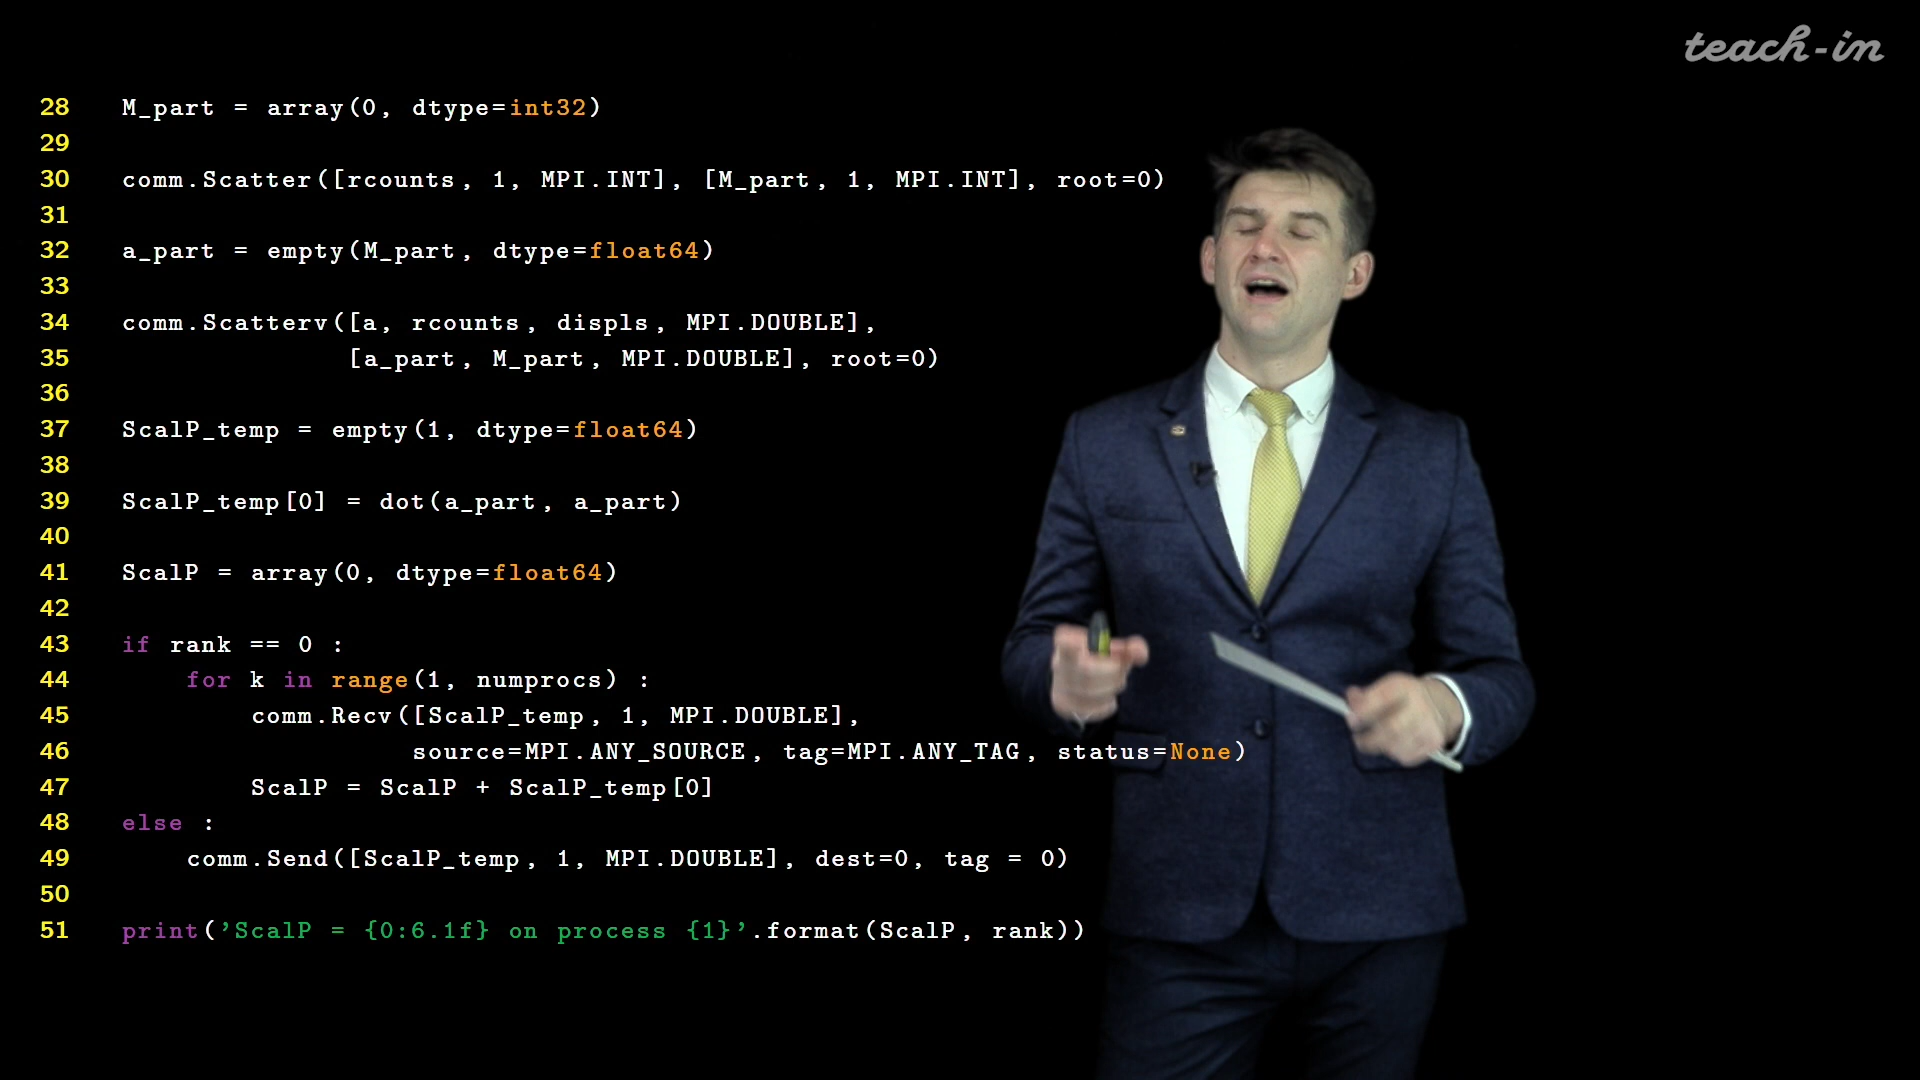 teach-in
28 M_part = array(0, dtype=int32)
29
30 comm.Scatter([rcounts, 1, MPI.INT], [M_part, 1, MPI.INT], root=0)
31
32 a_part = empty(M_part, dtype=float64)
33
34 comm.Scatterv([a, rcounts, displs, MPI.DOUBLE],
35 [a_part, M_part, MPI.DOUBLE], root=0)
36
37 ScalP_temp = empty(1, dtype=float64)
38
39 ScalP_temp[0] = dot(a_part, a_part)
40
41 ScalP = array(0, dtype=float64)
42
43 if rank == 0 :
44 for k in range(1, numprocs) :
45 comm.Recv([ScalP_temp, 1, MPI.DOUBLE],
46 source=MPI.ANY_SOURCE, tag=MPI.ANY_TAG, status=None)
47 ScalP = ScalP + ScalP_temp[0]
48 else :
49 comm.Send([ScalP_temp, 1, MPI.DOUBLE], dest=0, tag = 0)
50
51 print('ScalP = {0:6.1f} on process {1}'.format(ScalP, rank))